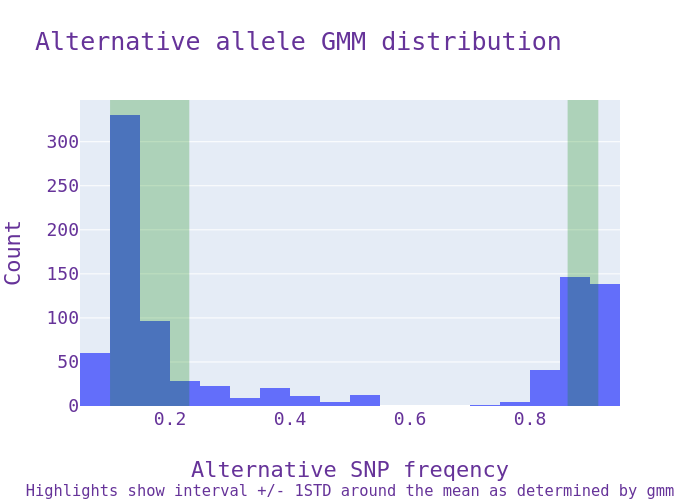 Alternative allele GMM distribution
300
250
200
150
100
50
0
Count
0.2 0.4 0.6 0.8
Alternative SNP freqency
Highlights show interval +/- 1STD around the mean as determined by gmm